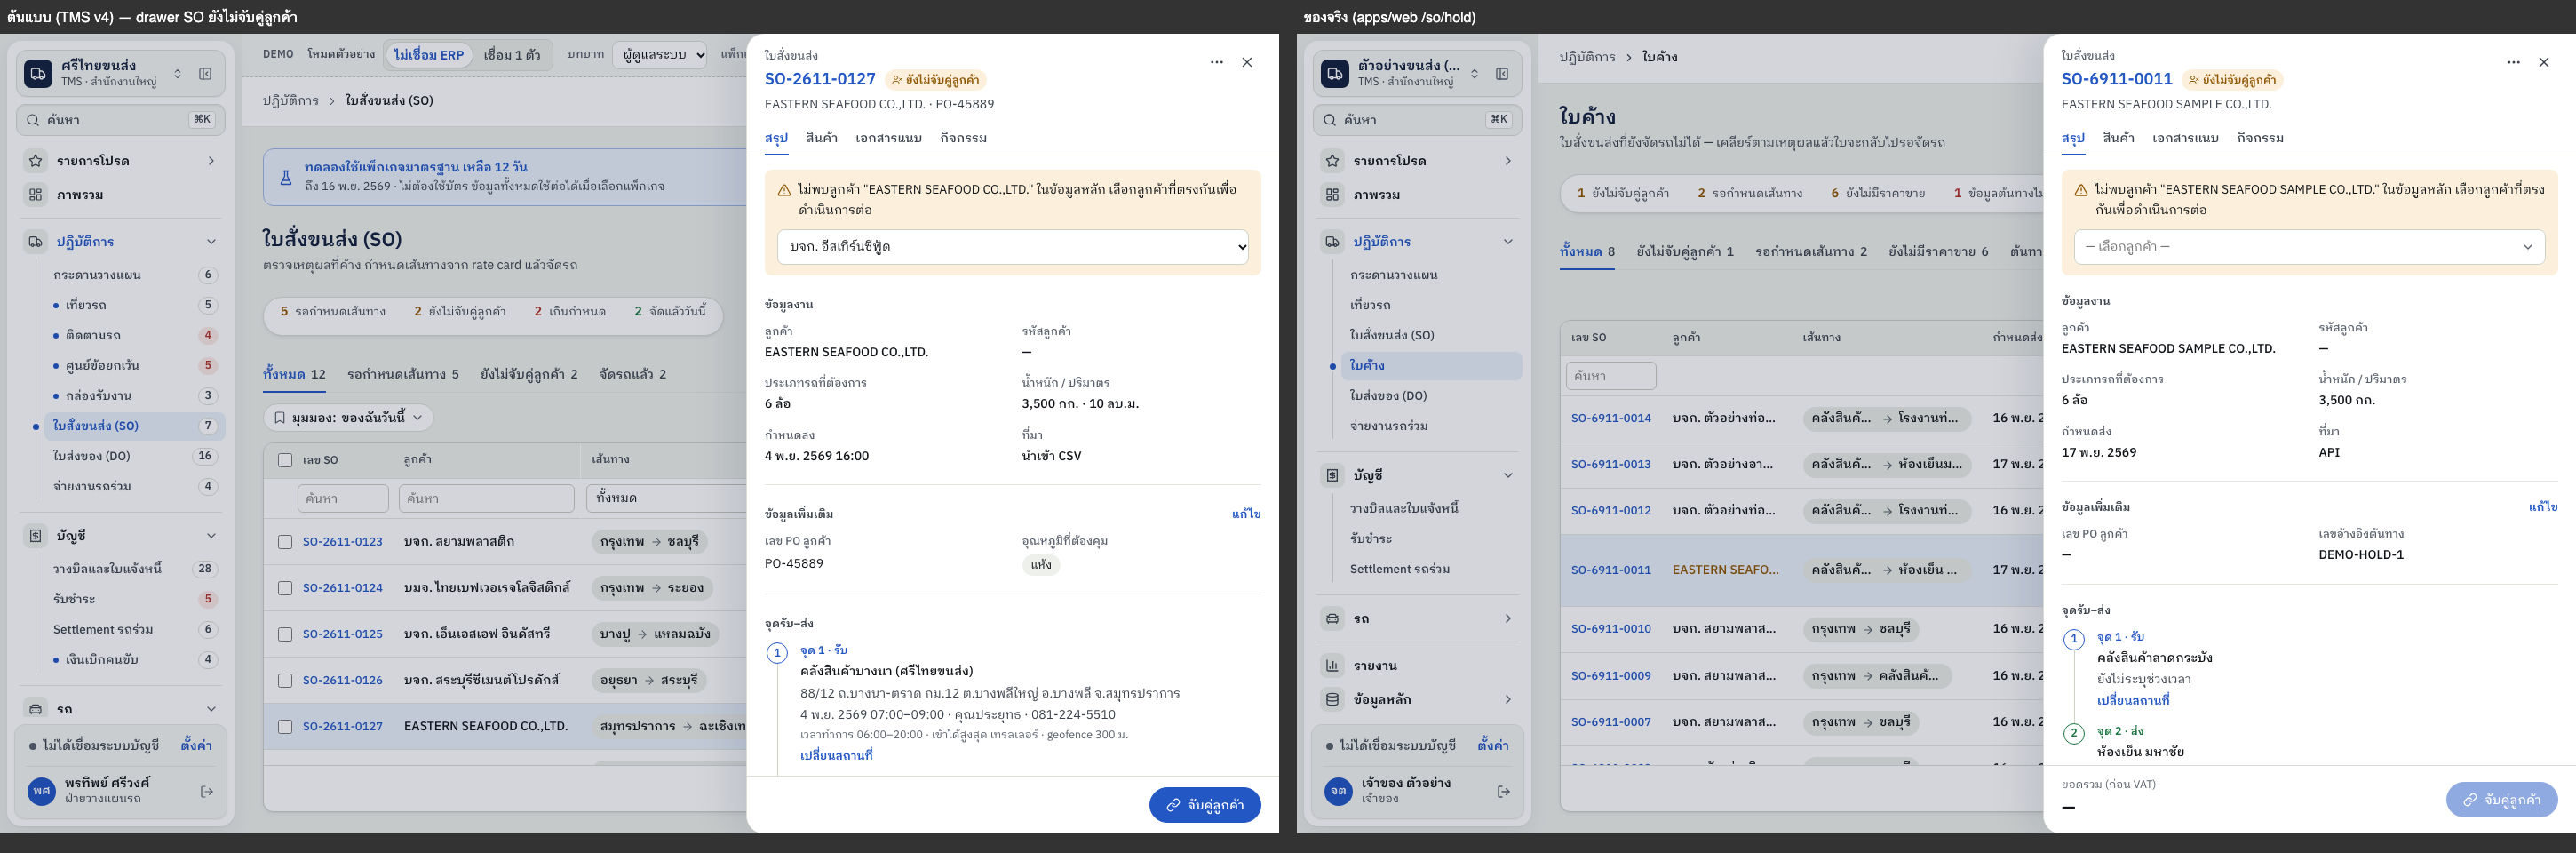 ต้นแบบ (TMS v4) — drawer SO ยังไม่จับคู่ลูกค้า
ศรีไทยขนส่ง
TMS · สำนักงานใหญ่
ค้นหา ⌘K
รายการโปรด
ภาพรวม
ปฏิบัติการ
กระดานวางแผน 6
เที่ยวรถ 5
ติดตามรถ 4
ศูนย์ข้อยกเว้น 5
กล่องรับงาน 3
ใบสั่งขนส่ง (SO) 7
ใบส่งของ (DO) 16
จ่ายงานรถร่วม 4
บัญชี
วางบิลและใบแจ้งหนี้ 28
รับชำระ 5
Settlement รถร่วม 6
เงินเบิกคนขับ 4
รถ
ไม่ได้เชื่อมระบบบัญชี ตั้งค่า
พศ พรทิพย์ ศรีวงศ์
ฝ่ายวางแผนรถ
DEMO โหมดตัวอย่าง ไม่เชื่อม ERP เชื่อม 1 ตัว บทบาท ผู้ดูแลระบบ
ปฏิบัติการ > ใบสั่งขนส่ง (SO)
ทดลองใช้แพ็กเกจมาตรฐาน เหลือ 12 วัน
ถึง 16 พ.ย. 2569 · ไม่ต้องใช้บัตร ข้อมูลทั้งหมดใช้ต่อได้เมื่อเลือกแพ็กเกจ
ใบสั่งขนส่ง (SO)
ตรวจเหตุผลที่ค้าง กำหนดเส้นทางจาก rate card แล้วจัดรถ
5 รอกำหนดเส้นทาง 2 ยังไม่จับคู่ลูกค้า 2 เกินกำหนด 2 จัดแล้ววันนี้
ทั้งหมด 12 รอกำหนดเส้นทาง 5 ยังไม่จับคู่ลูกค้า 2 จัดรถแล้ว 2
มุมมอง: ของฉันวันนี้
เลข SO ลูกค้า เส้นทาง
ค้นหา ค้นหา ทั้งหมด
SO-2611-0123 บจก. สยามพลาสติก กรุงเทพ → ชลบุรี
SO-2611-0124 บมจ. ไทยเบฟเวอเรจโลจิสติกส์ กรุงเทพ → ระยอง
SO-2611-0125 บจก. เอ็นเอสเอฟ อินดัสทรี บางปู → แหลมฉบัง
SO-2611-0126 บจก. สระบุรีซีเมนต์โปรดักส์ อยุธยา → สระบุรี
SO-2611-0127 EASTERN SEAFOOD CO.,LTD. สมุทรปราการ → ฉะเชิงเท
ใบสั่งขนส่ง
SO-2611-0127 ยังไม่จับคู่ลูกค้า
EASTERN SEAFOOD CO.,LTD. · PO-45889
สรุป สินค้า เอกสารแนบ กิจกรรม
ไม่พบลูกค้า "EASTERN SEAFOOD CO.,LTD." ในข้อมูลหลัก เลือกลูกค้าที่ตรงกันเพื่อ
ดำเนินการต่อ
บจก. อีสเทิร์นซีฟู้ด
ข้อมูลงาน
ลูกค้า รหัสลูกค้า
EASTERN SEAFOOD CO.,LTD. —
ประเภทรถที่ต้องการ น้ำหนัก / ปริมาตร
6 ล้อ 3,500 กก. · 10 ลบ.ม.
กำหนดส่ง ที่มา
4 พ.ย. 2569 16:00 นำเข้า CSV
ข้อมูลเพิ่มเติม แก้ไข
เลข PO ลูกค้า อุณหภูมิที่ต้องคุม
PO-45889 แห้ง
จุดรับ–ส่ง
1 จุด 1 · รับ
คลังสินค้าบางนา (ศรีไทยขนส่ง)
88/12 ถ.บางนา-ตราด กม.12 ต.บางพลีใหญ่ อ.บางพลี จ.สมุทรปราการ
4 พ.ย. 2569 07:00–09:00 · คุณประยุทธ · 081-224-5510
เวลาทำการ 06:00–20:00 · เข้าได้สูงสุด เทรลเลอร์ · geofence 300 ม.
เปลี่ยนสถานที่
จับคู่ลูกค้า
ของจริง (apps/web /so/hold)
ตัวอย่างขนส่ง (...
TMS · สำนักงานใหญ่
ค้นหา ⌘K
รายการโปรด
ภาพรวม
ปฏิบัติการ
กระดานวางแผน
เที่ยวรถ
ใบสั่งขนส่ง (SO)
ใบค้าง
ใบส่งของ (DO)
จ่ายงานรถร่วม
บัญชี
วางบิลและใบแจ้งหนี้
รับชำระ
Settlement รถร่วม
รถ
รายงาน
ข้อมูลหลัก
ไม่ได้เชื่อมระบบบัญชี ตั้งค่า
จต เจ้าของ ตัวอย่าง
เจ้าของ
ปฏิบัติการ > ใบค้าง
ใบค้าง
ใบสั่งขนส่งที่ยังจัดรถไม่ได้ — เคลียร์ตามเหตุผลแล้วใบจะกลับไปรอจัดรถ
1 ยังไม่จับคู่ลูกค้า 2 รอกำหนดเส้นทาง 6 ยังไม่มีราคาขาย 1 ข้อมูลต้นทางไม่
ทั้งหมด 8 ยังไม่จับคู่ลูกค้า 1 รอกำหนดเส้นทาง 2 ยังไม่มีราคาขาย 6 ต้นทา
เลข SO ลูกค้า เส้นทาง กำหนดส่ง
ค้นหา
SO-6911-0014 บจก. ตัวอย่างท่อ... คลังสินค้... → โรงงานท่... 16 พ.ย. 2
SO-6911-0013 บจก. ตัวอย่างอา... คลังสินค้... → ห้องเย็นม... 17 พ.ย. 2
SO-6911-0012 บจก. ตัวอย่างท่อ... คลังสินค้... → โรงงานท่... 16 พ.ย. 2
SO-6911-0011 EASTERN SEAFO... คลังสินค้... → ห้องเย็น ... 17 พ.ย. 2
SO-6911-0010 บจก. สยามพลาส... กรุงเทพ → ชลบุรี 16 พ.ย. 2
SO-6911-0009 บจก. สยามพลาส... กรุงเทพ → คลังสินค้... 16 พ.ย. 2
SO-6911-0007 บจก. สยามพลาส... กรุงเทพ → ชลบุรี 16 พ.ย. 2
ใบสั่งขนส่ง
SO-6911-0011 ยังไม่จับคู่ลูกค้า
EASTERN SEAFOOD SAMPLE CO.,LTD.
สรุป สินค้า เอกสารแนบ กิจกรรม
ไม่พบลูกค้า "EASTERN SEAFOOD SAMPLE CO.,LTD." ในข้อมูลหลัก เลือกลูกค้าที่ตรง
กันเพื่อดำเนินการต่อ
— เลือกลูกค้า —
ข้อมูลงาน
ลูกค้า รหัสลูกค้า
EASTERN SEAFOOD SAMPLE CO.,LTD. —
ประเภทรถที่ต้องการ น้ำหนัก / ปริมาตร
6 ล้อ 3,500 กก.
กำหนดส่ง ที่มา
17 พ.ย. 2569 API
ข้อมูลเพิ่มเติม แก้ไข
เลข PO ลูกค้า เลขอ้างอิงต้นทาง
— DEMO-HOLD-1
จุดรับ–ส่ง
1 จุด 1 · รับ
คลังสินค้าลาดกระบัง
ยังไม่ระบุช่วงเวลา
เปลี่ยนสถานที่
2 จุด 2 · ส่ง
ห้องเย็น มหาชัย
ยอดรวม (ก่อน VAT)
—
จับคู่ลูกค้า